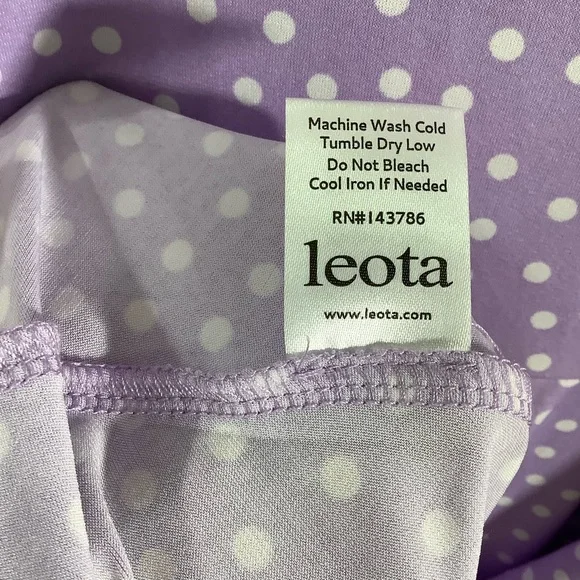 Machine Wash Cold
Tumble Dry Low
Do Not Bleach
Cool Iron If Needed
RN#143786
leota
www.leota.com